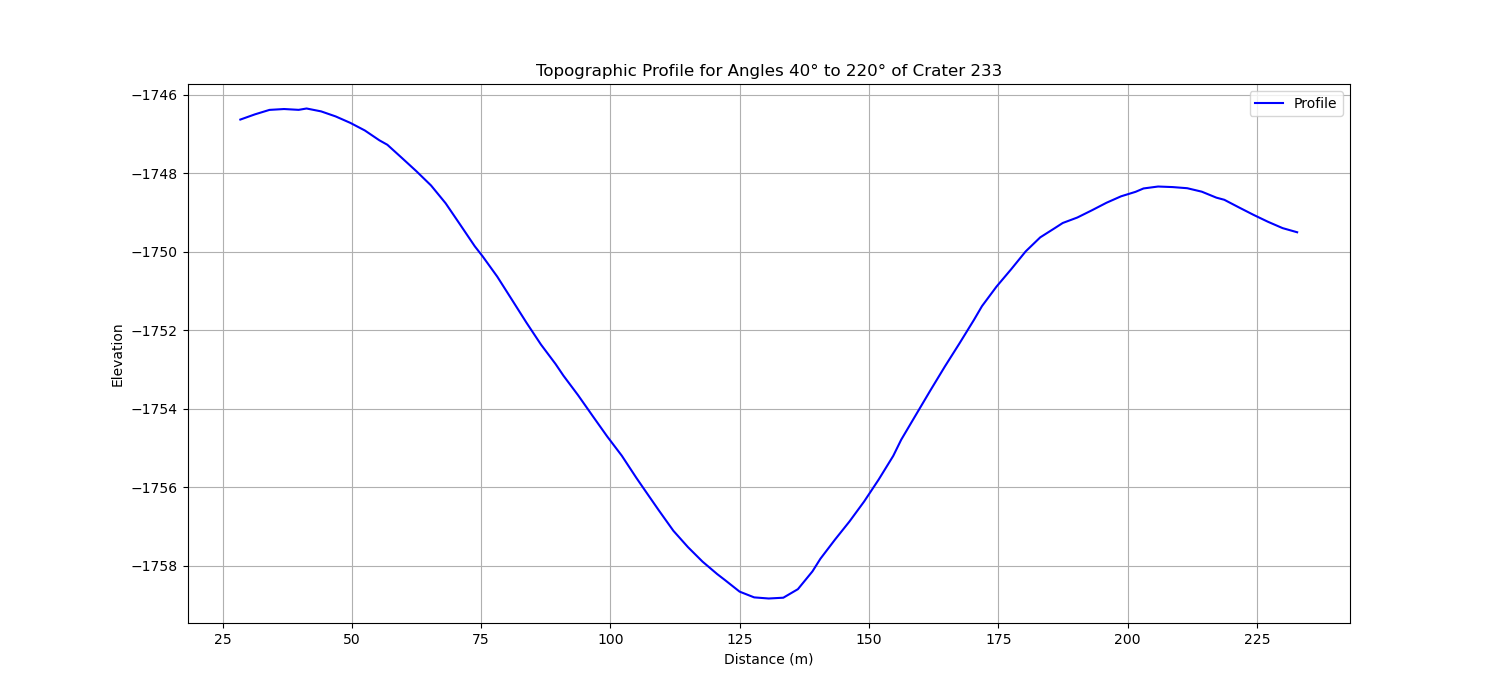 Topographic Profile for Angles 40° to 220° of Crater 233
Profile
−1746
−1748
−1750
−1752
−1754
−1756
−1758
Elevation
25 50 75 100 125 150 175 200 225
Distance (m)